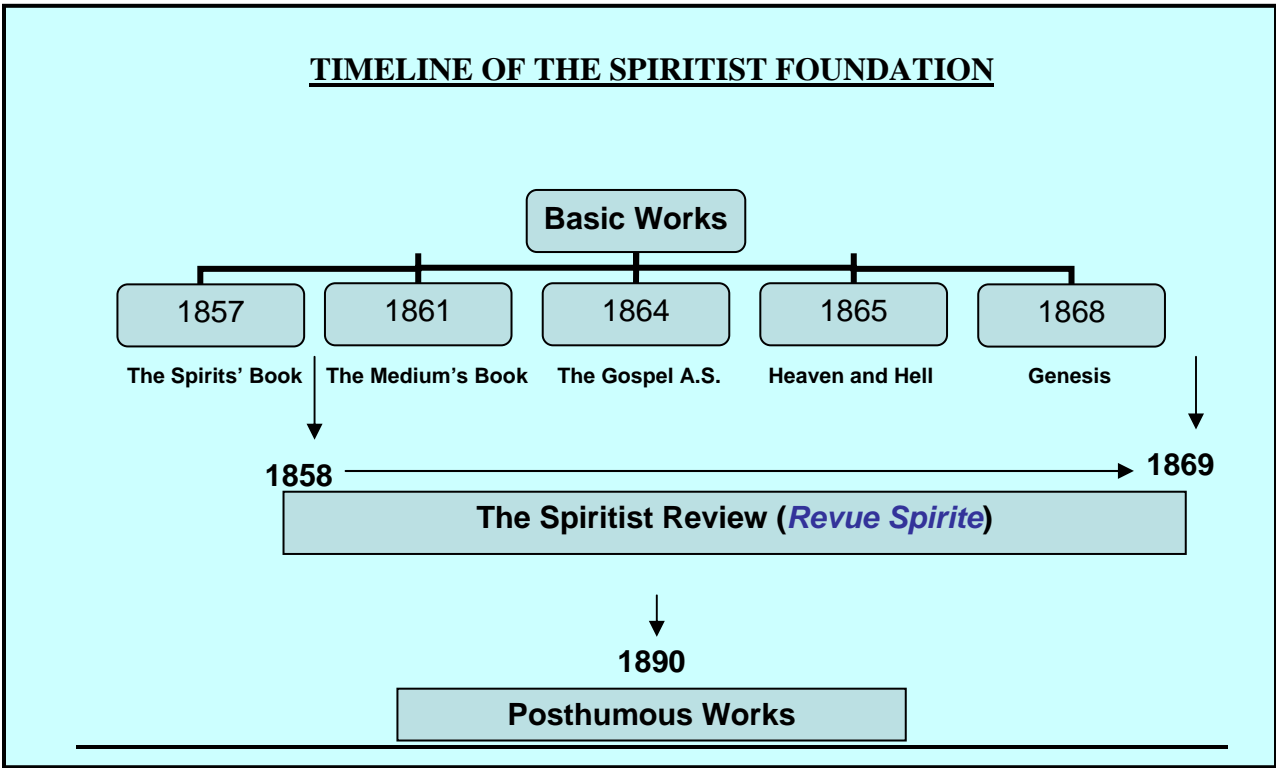 TIMELINE OF THE SPIRITIST FOUNDATION
Basic Works
1857 1861 1864 1865 1868
The Spirits’ Book The Medium’s Book The Gospel A.S. Heaven and Hell Genesis
1858 1869
The Spiritist Review (Revue Spirite)
1890
Posthumous Works